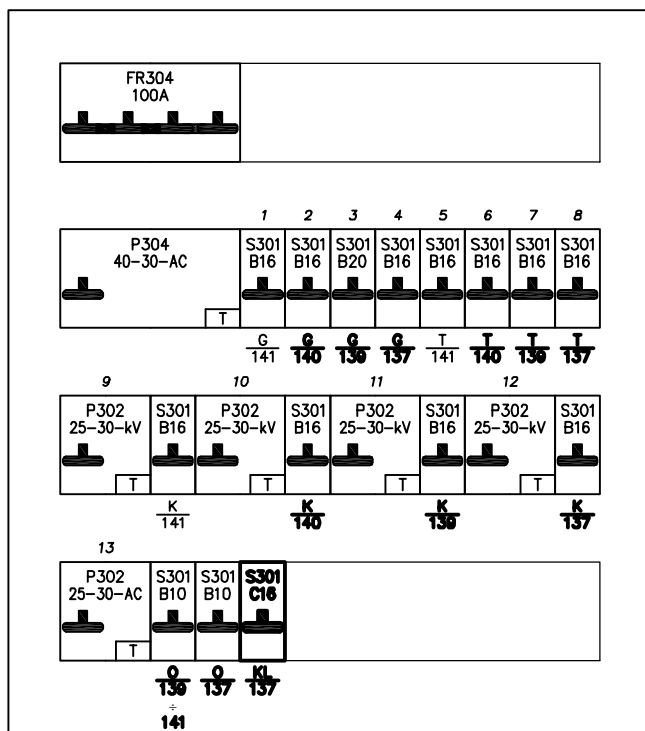 FR304
100A
1 2 3 4 5 6 7 8
P304 S301 S301 S301 S301 S301 S301 S301 S301
40-30-AC B16 B16 B20 B16 B16 B16 B16 B16
T
G G G G T T T T
141 140 139 137 141 140 139 137
9 10 11 12
P302 S301 P302 S301 P302 S301 P302 S301
25-30-kV B16 25-30-kV B16 25-30-kV B16 25-30-kV B16
T T T T
K K K K
141 140 139 137
13
P302 S301 S301 S301
25-30-AC B10 B10 C16
T
O O KL
139 137 137
÷
141